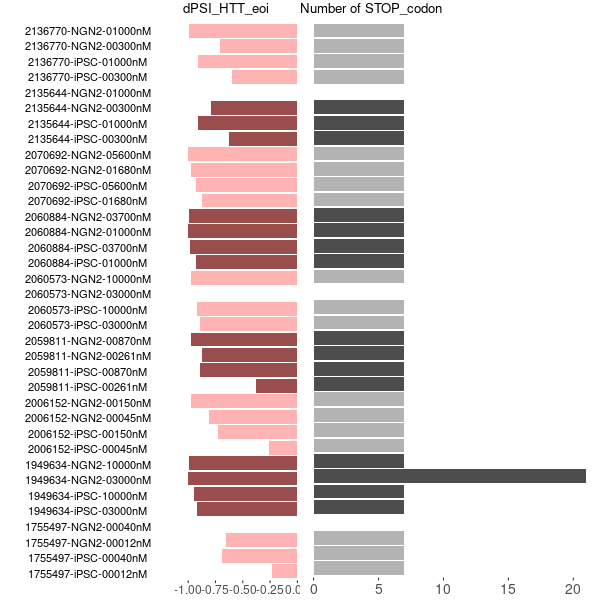 dPSI_HTT_eoi Number of STOP_codon
2136770-NGN2-01000nM
2136770-NGN2-00300nM
2136770-iPSC-01000nM
2136770-iPSC-00300nM
2135644-NGN2-01000nM
2135644-NGN2-00300nM
2135644-iPSC-01000nM
2135644-iPSC-00300nM
2070692-NGN2-05600nM
2070692-NGN2-01680nM
2070692-iPSC-05600nM
2070692-iPSC-01680nM
2060884-NGN2-03700nM
2060884-NGN2-01000nM
2060884-iPSC-03700nM
2060884-iPSC-01000nM
2060573-NGN2-10000nM
2060573-NGN2-03000nM
2060573-iPSC-10000nM
2060573-iPSC-03000nM
2059811-NGN2-00870nM
2059811-NGN2-00261nM
2059811-iPSC-00870nM
2059811-iPSC-00261nM
2006152-NGN2-00150nM
2006152-NGN2-00045nM
2006152-iPSC-00150nM
2006152-iPSC-00045nM
1949634-NGN2-10000nM
1949634-NGN2-03000nM
1949634-iPSC-10000nM
1949634-iPSC-03000nM
1755497-NGN2-00040nM
1755497-NGN2-00012nM
1755497-iPSC-00040nM
1755497-iPSC-00012nM
-1.00 -0.75 -0.50 -0.25 0.0 0 5 10 15 20